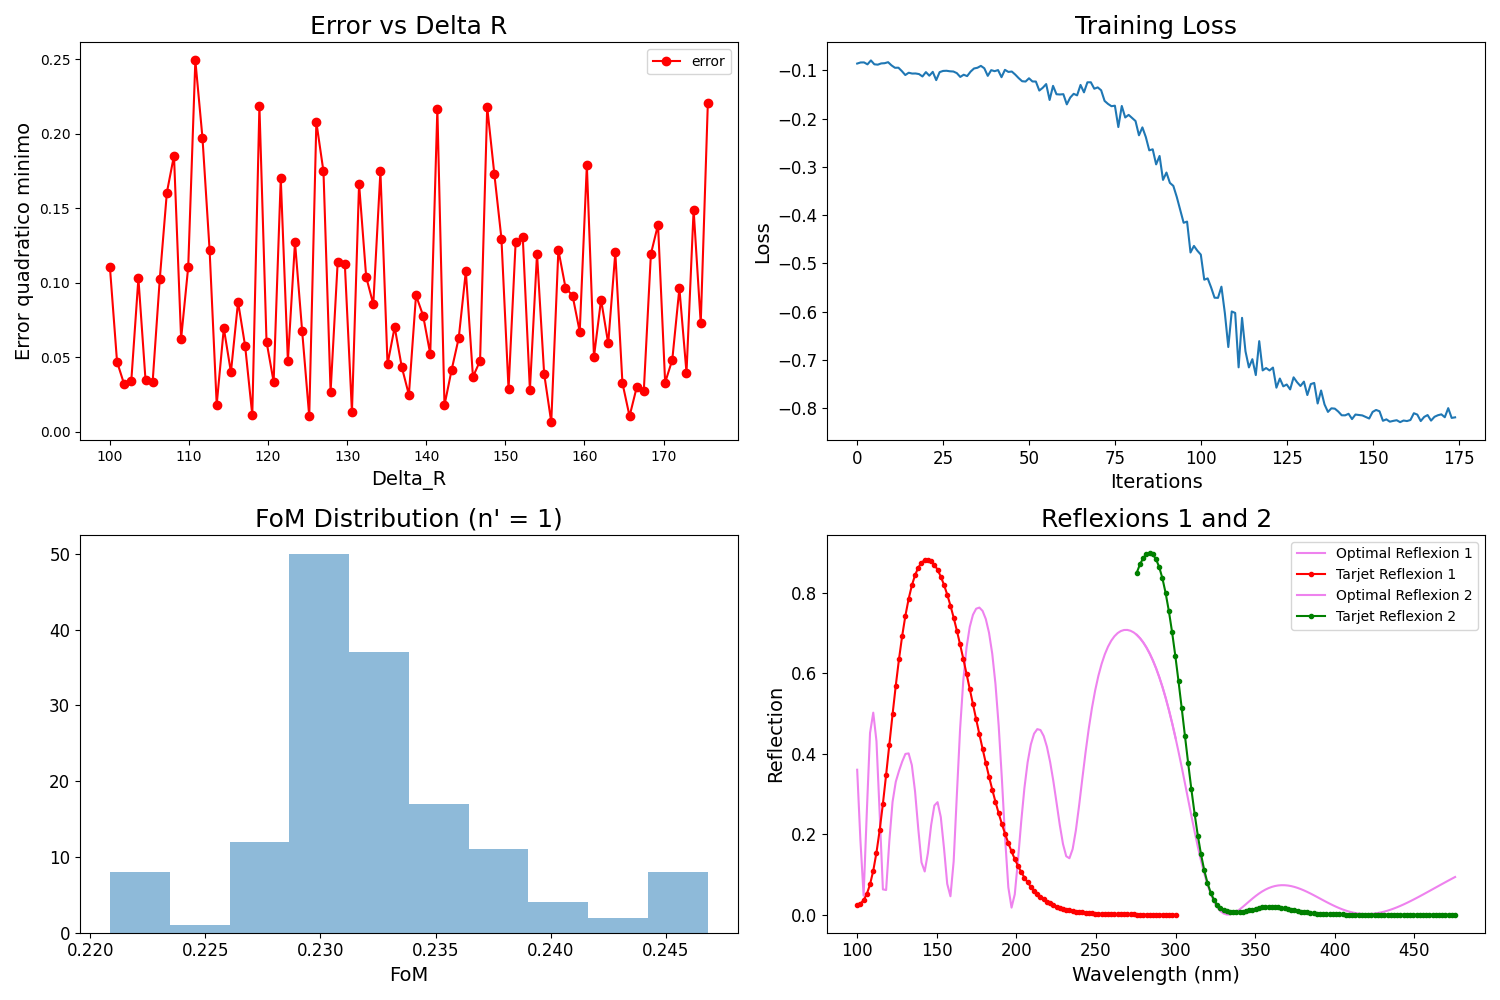 Error vs Delta R
error
Error quadratico minimo
0.25
0.20
0.15
0.10
0.05
0.00
100 110 120 130 140 150 160 170
Delta_R
Training Loss
Loss
−0.1
−0.2
−0.3
−0.4
−0.5
−0.6
−0.7
−0.8
0 25 50 75 100 125 150 175
Iterations
FoM Distribution (n' = 1)
50
40
30
20
10
0
0.220 0.225 0.230 0.235 0.240 0.245
FoM
Reflexions 1 and 2
Optimal Reflexion 1
Tarjet Reflexion 1
Optimal Reflexion 2
Tarjet Reflexion 2
Reflection
0.8
0.6
0.4
0.2
0.0
100 150 200 250 300 350 400 450
Wavelength (nm)